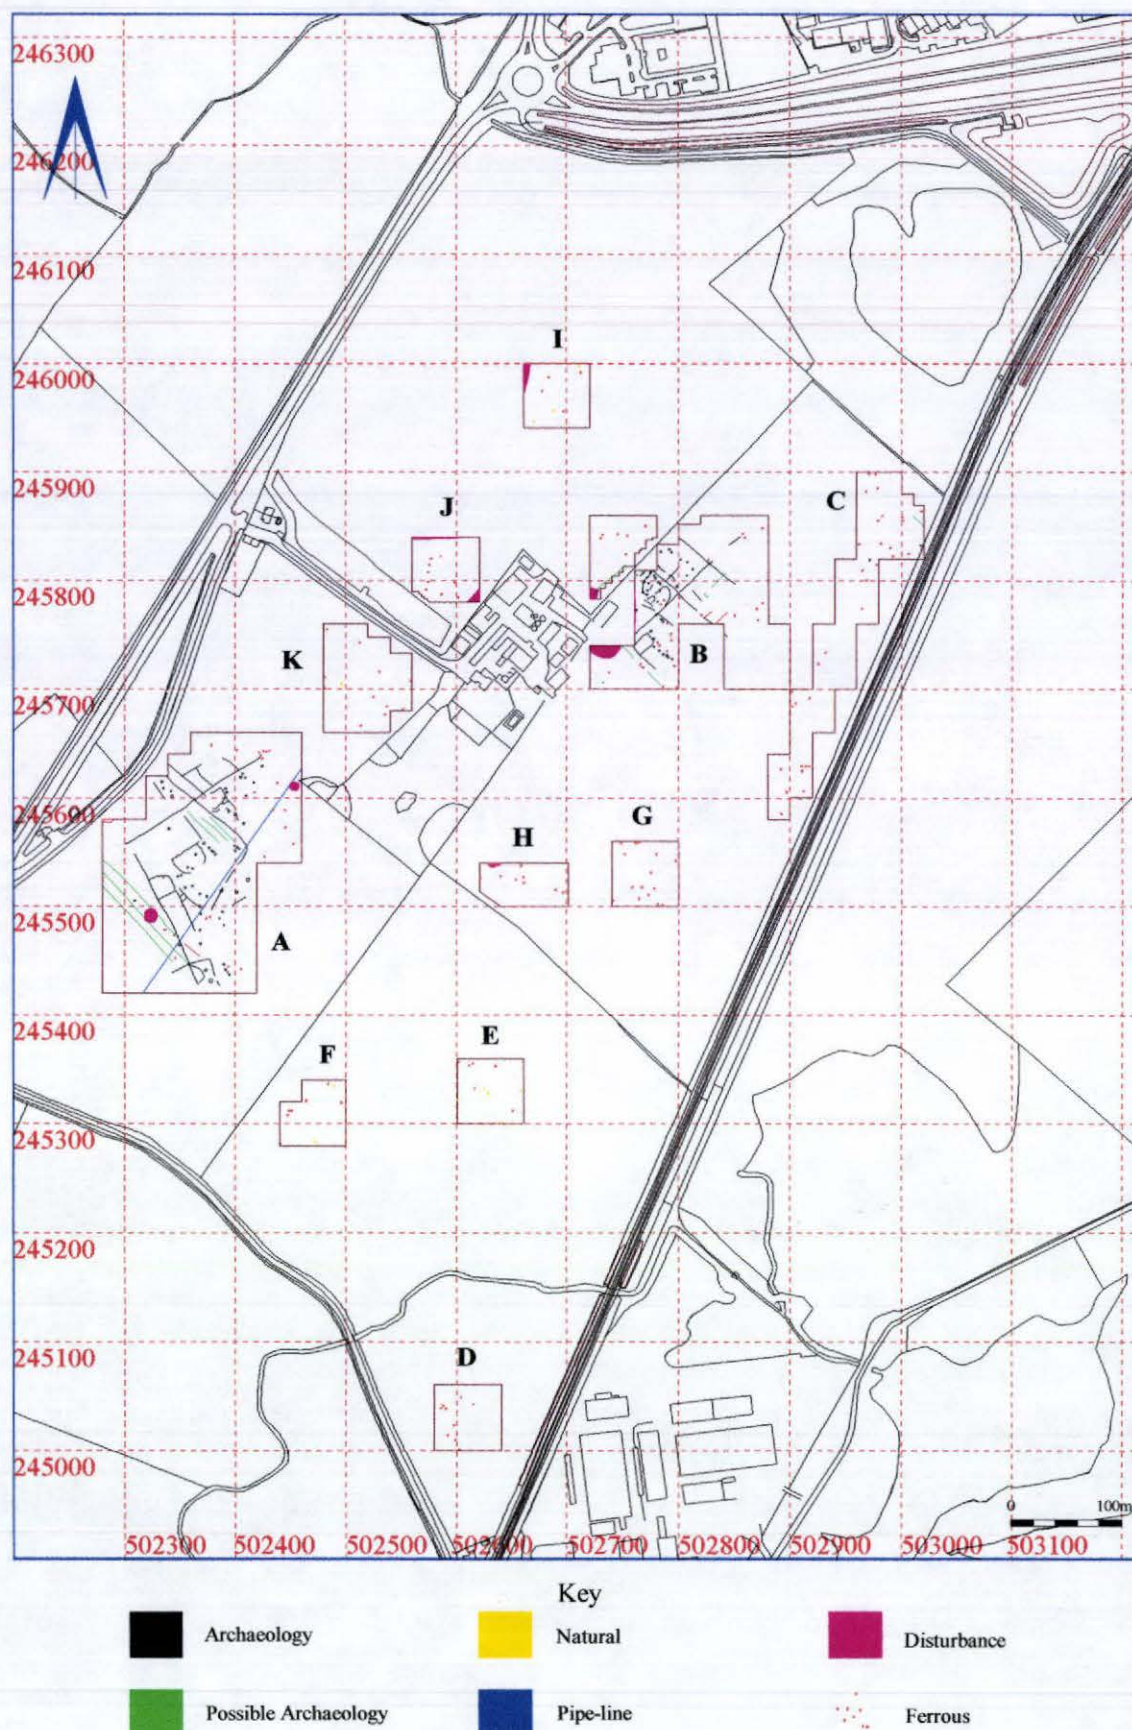 246300
246200
246100
I
246000
245900
J
C
245800
K
B
245700
245600
H
G
245500
A
245400
E
F
245300
245200
245100
D
245000
0 100m
502300 502400 502500 502600 502700 502800 502900 503000 503100
Key
Archaeology Natural Disturbance
Possible Archaeology Pipe-line Ferrous